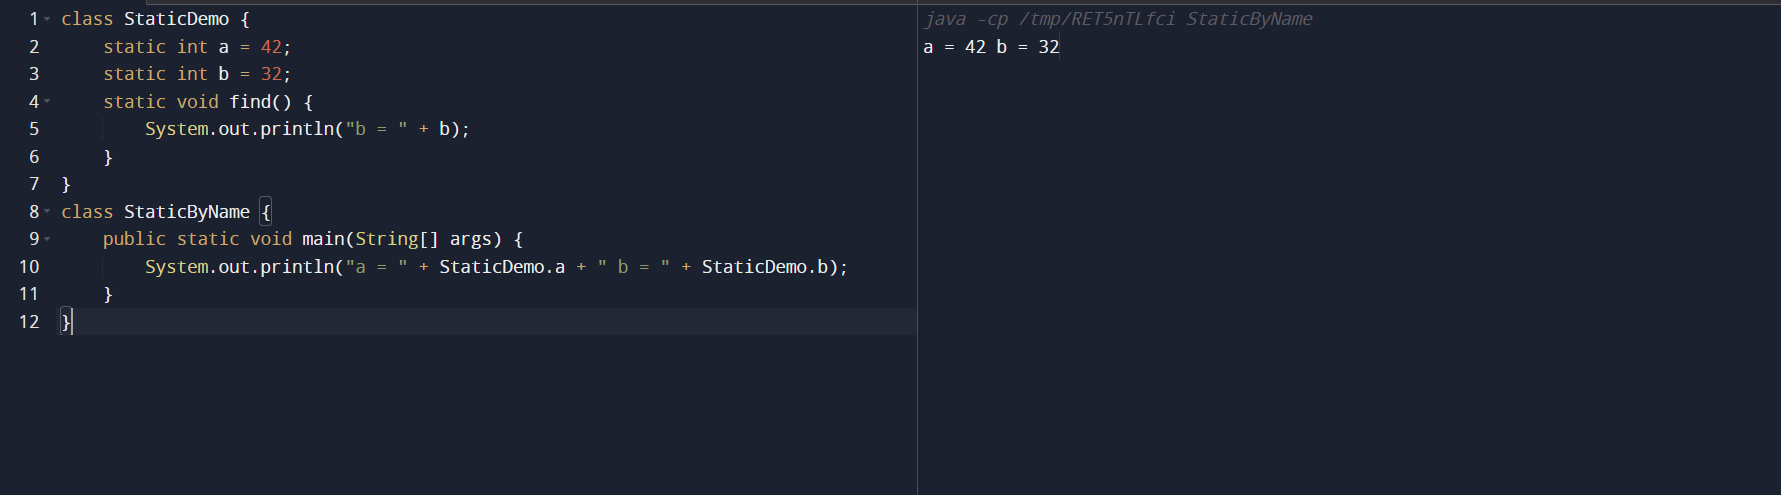 1 class StaticDemo {
2     static int a = 42;
3     static int b = 32;
4     static void find() {
5         System.out.println("b = " + b);
6     }
7 }
8 class StaticByName {
9     public static void main(String[] args) {
10         System.out.println("a = " + StaticDemo.a + " b = " + StaticDemo.b);
11     }
12 }
java -cp /tmp/RET5nTLfci StaticByName
a = 42 b = 32